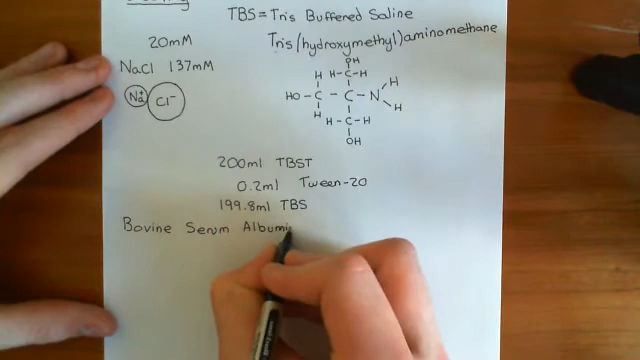 TBS = Tris Buffered Saline
20mM Tris(hydroxymethyl)aminomethane
NaCl 137mM
Na+ Cl-
OH
H H-C-H H
HO-C-C-N
H H-C-H H
OH
200ml TBST
0.2ml Tween-20
199.8ml TBS
Bovine Serum Albumi